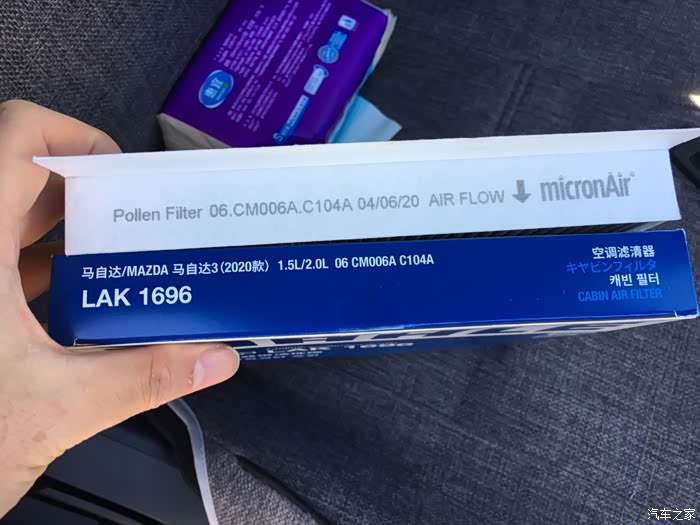 惠宜
Pollen Filter 06.CM006A.C104A 04/06/20 AIR FLOW micronAir
马自达/MAZDA 马自达3(2020款) 1.5L/2.0L 06 CM006A C104A
LAK 1696
空调滤清器
キャビンフィルタ
캐빈 필터
CABIN AIR FILTER
汽车之家